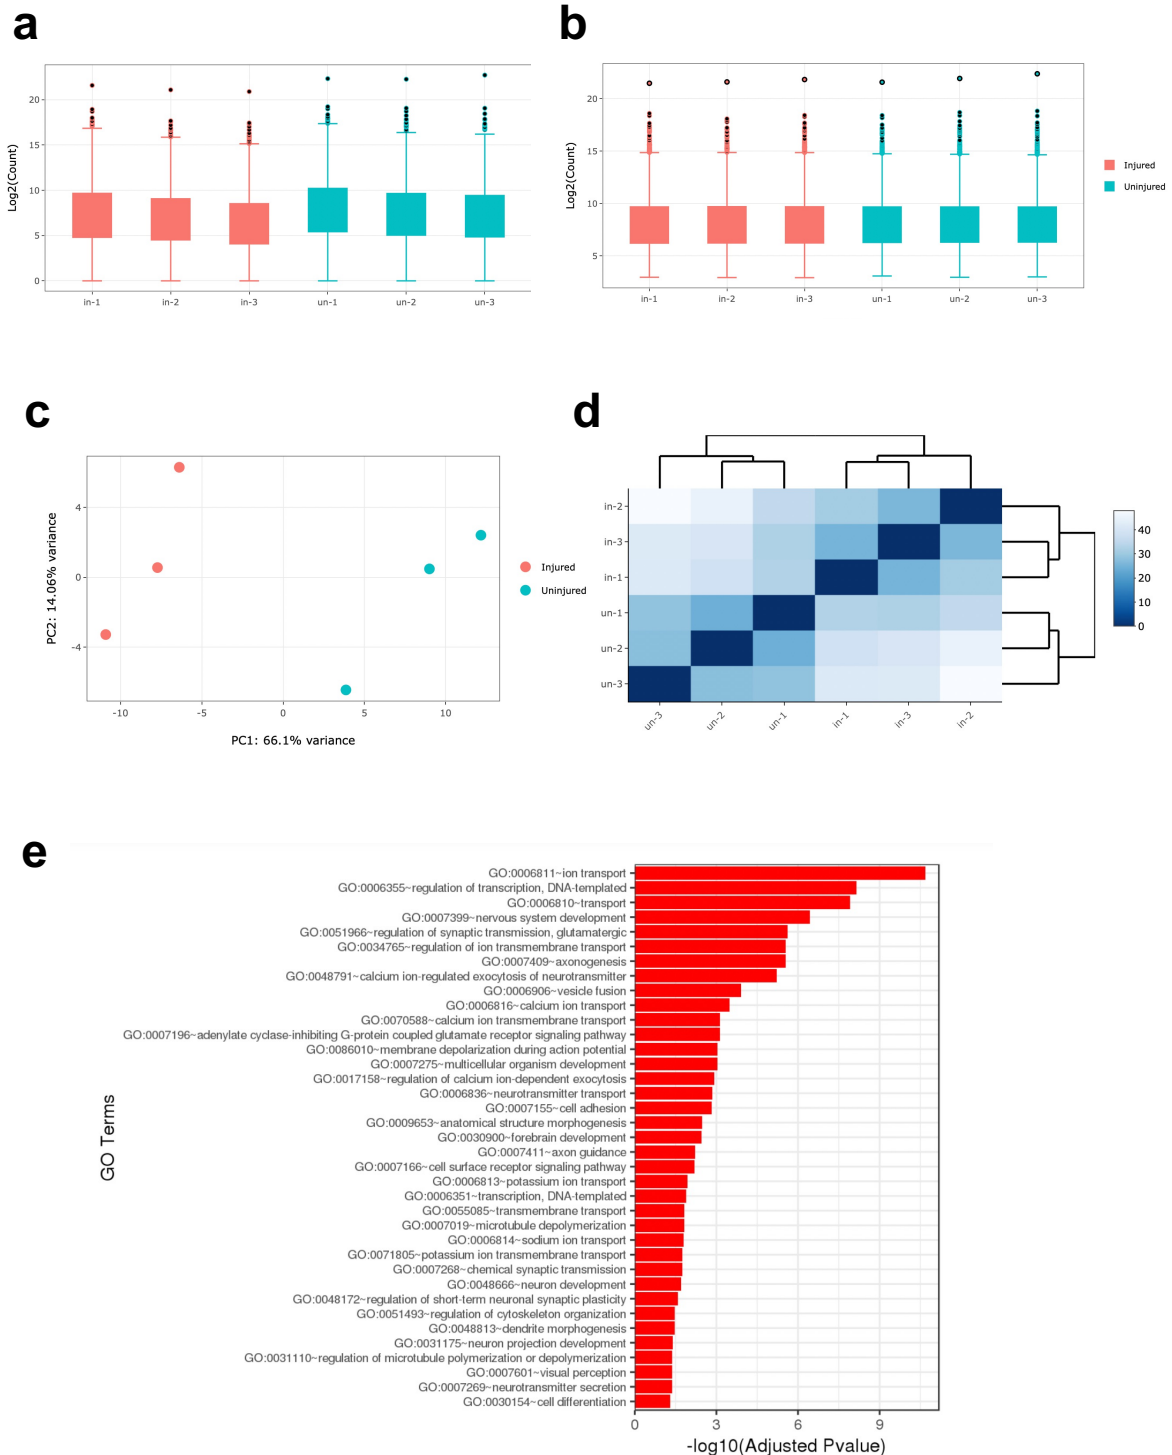 a
20
15
10
5
0
Log2(Count)
in-1 in-2 in-3 un-1 un-2 un-3
b
20
15
10
5
Log2(Count)
in-1 in-2 in-3 un-1 un-2 un-3
Injured
Uninjured
c
4
0
-4
PC2: 14.06% variance
-10 -5 0 5 10
PC1: 66.1% variance
Injured
Uninjured
d
in-2
in-3
in-1
un-1
un-2
un-3
un-3 un-2 un-1 in-1 in-3 in-2
40
30
20
10
0
e
GO Terms
GO:0006811~ion transport
GO:0006355~regulation of transcription, DNA-templated
GO:0006810~transport
GO:0007399~nervous system development
GO:0051966~regulation of synaptic transmission, glutamatergic
GO:0034765~regulation of ion transmembrane transport
GO:0007409~axonogenesis
GO:0048791~calcium ion-regulated exocytosis of neurotransmitter
GO:0006906~vesicle fusion
GO:0006816~calcium ion transport
GO:0070588~calcium ion transmembrane transport
GO:0007196~adenylate cyclase-inhibiting G-protein coupled glutamate receptor signaling pathway
GO:0086010~membrane depolarization during action potential
GO:0007275~multicellular organism development
GO:0017158~regulation of calcium ion-dependent exocytosis
GO:0006836~neurotransmitter transport
GO:0007155~cell adhesion
GO:0009653~anatomical structure morphogenesis
GO:0030900~forebrain development
GO:0007411~axon guidance
GO:0007166~cell surface receptor signaling pathway
GO:0006813~potassium ion transport
GO:0006351~transcription, DNA-templated
GO:0055085~transmembrane transport
GO:0007019~microtubule depolymerization
GO:0006814~sodium ion transport
GO:0071805~potassium ion transmembrane transport
GO:0007268~chemical synaptic transmission
GO:0048666~neuron development
GO:0048172~regulation of short-term neuronal synaptic plasticity
GO:0051493~regulation of cytoskeleton organization
GO:0048813~dendrite morphogenesis
GO:0031175~neuron projection development
GO:0031110~regulation of microtubule polymerization or depolymerization
GO:0007601~visual perception
GO:0007269~neurotransmitter secretion
GO:0030154~cell differentiation
0 3 6 9
-log10(Adjusted Pvalue)